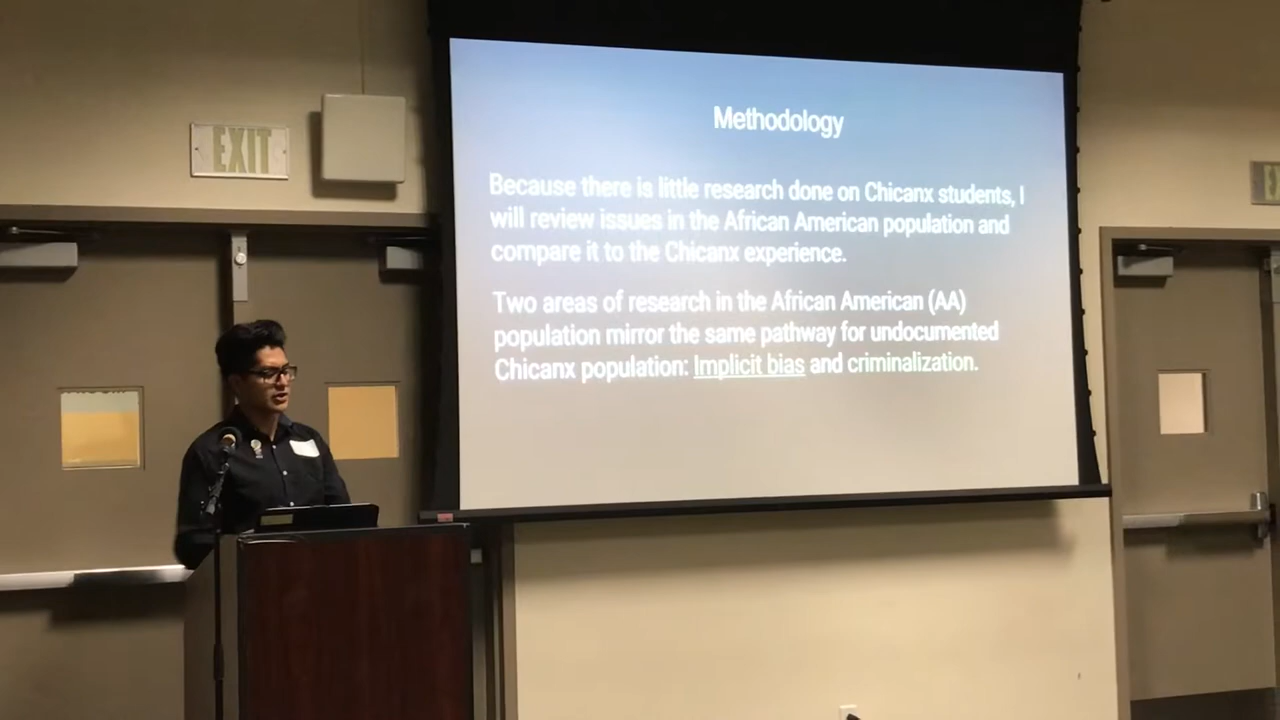 EXIT
Methodology
Because there is little research done on Chicanx students, I
will review issues in the African American population and
compare it to the Chicanx experience.
Two areas of research in the African American (AA)
population mirror the same pathway for undocumented
Chicanx population: Implicit bias and criminalization.